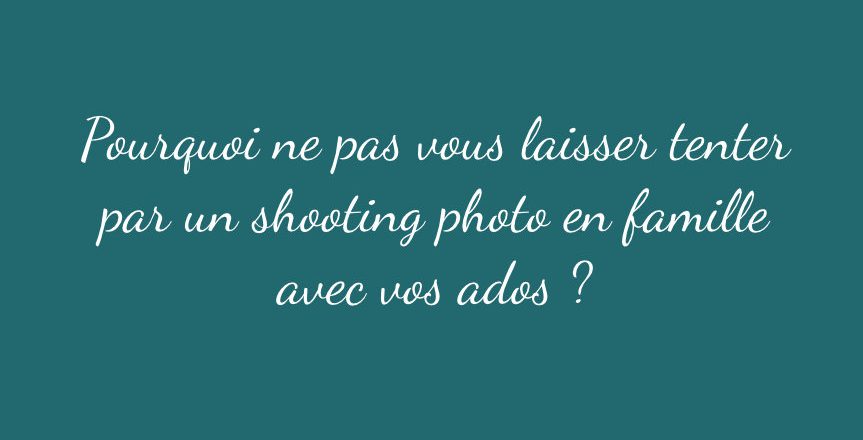 Pourquoi ne pas vous laisser tenter
par un shooting photo en famille
avec vos ados ?